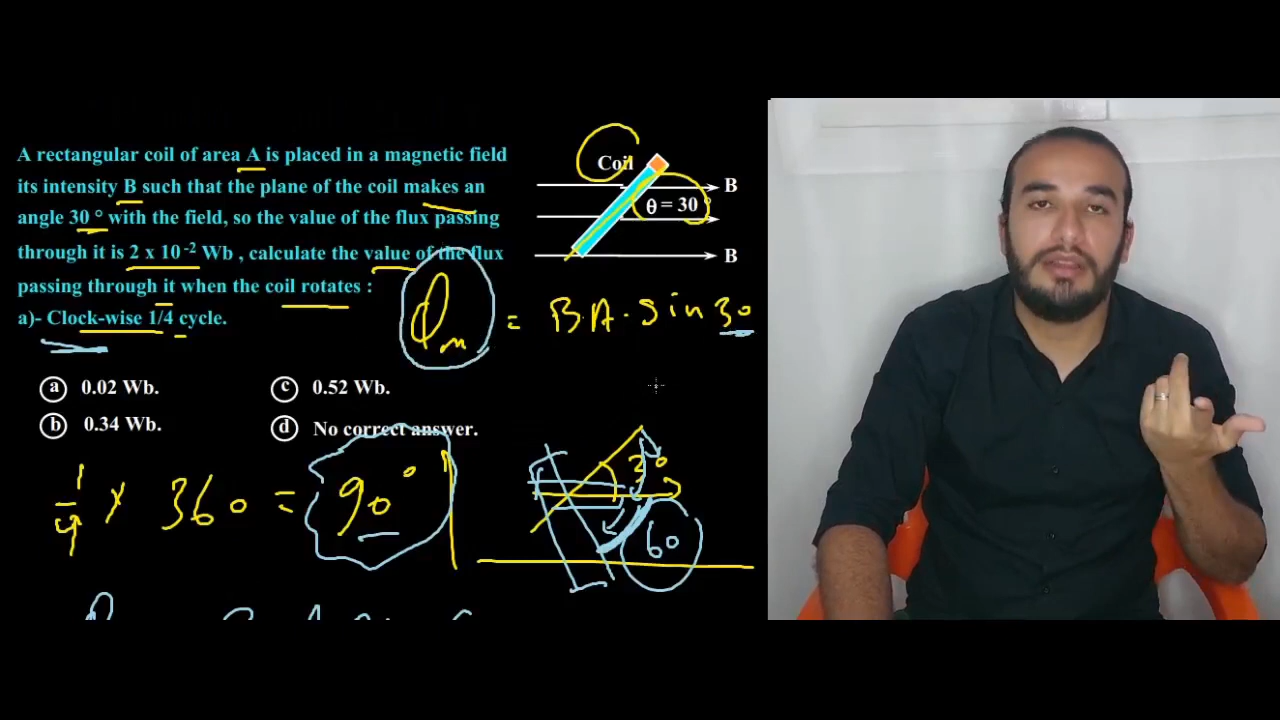 A rectangular coil of area A is placed in a magnetic field
its intensity B such that the plane of the coil makes an
angle 30 ° with the field, so the value of the flux passing
through it is 2 x 10⁻² Wb , calculate the value of the flux
passing through it when the coil rotates :
a)- Clock-wise 1/4 cycle.
Coil
B
θ = 30 °
B
ϕm = B.A. sin 30
a 0.02 Wb.
c 0.52 Wb.
b 0.34 Wb.
d No correct answer.
1/4 × 360 = 90°
30
60